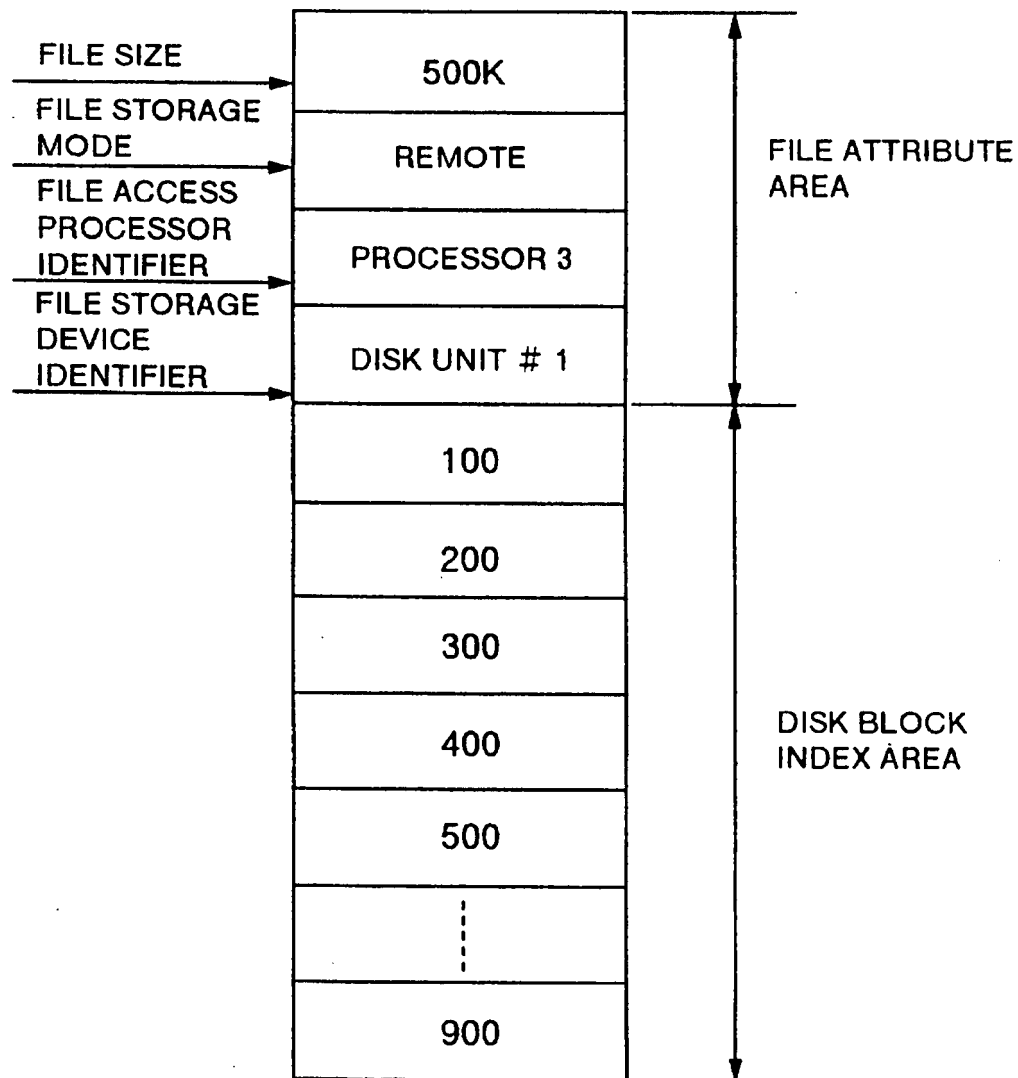 FILE SIZE
500K
FILE STORAGE
MODE
REMOTE
FILE ATTRIBUTE
AREA
FILE ACCESS
PROCESSOR
IDENTIFIER
PROCESSOR 3
FILE STORAGE
DEVICE
IDENTIFIER
DISK UNIT # 1
100
200
300
400
DISK BLOCK
INDEX AREA
500
900